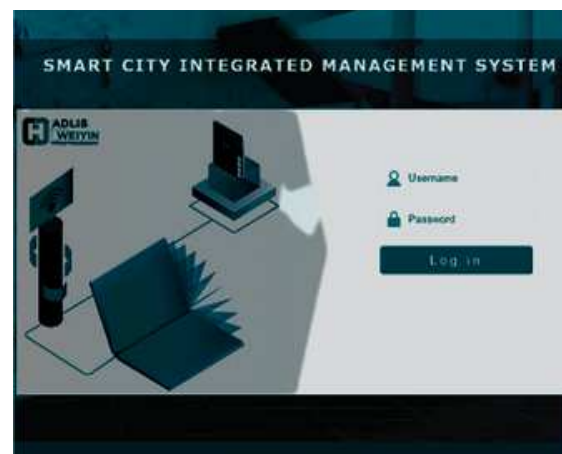 SMART CITY INTEGRATED MANAGEMENT SYSTEM
ADLIB
WEIYIN
Username
Password
Log in